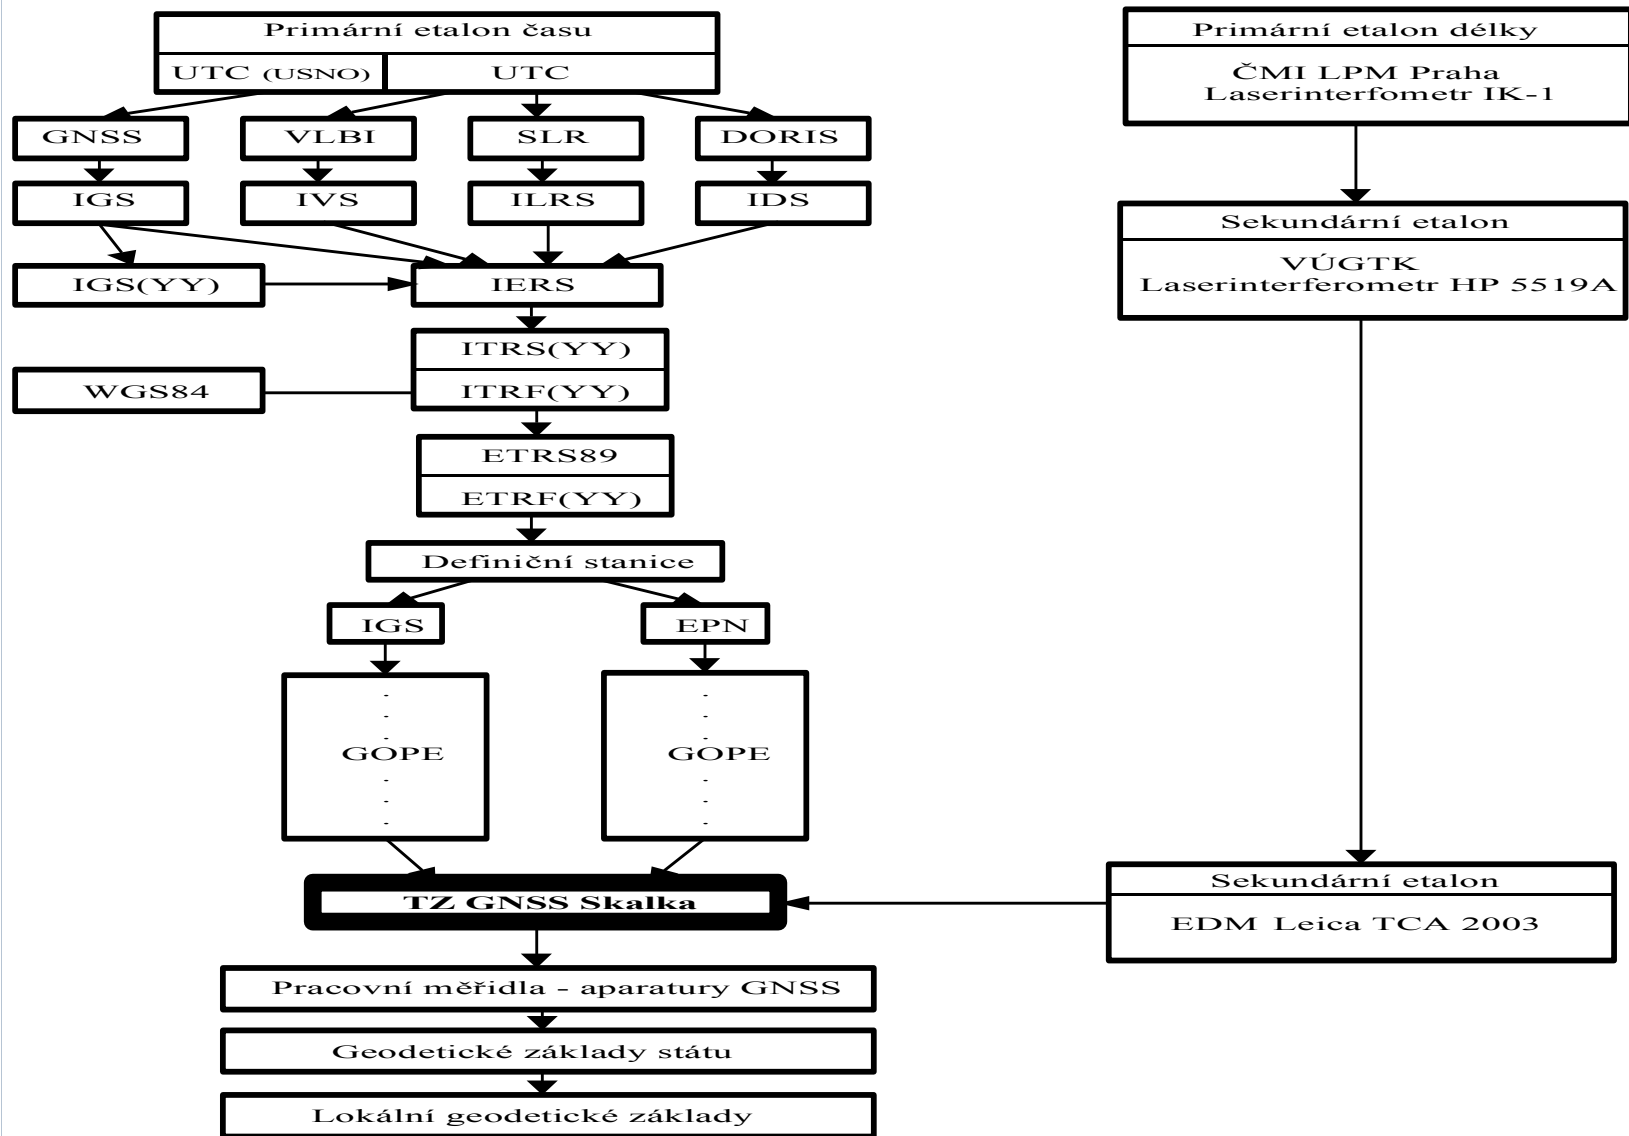 Primární etalon času
UTC (USNO)
UTC
GNSS
VLBI
SLR
DORIS
IGS
IVS
ILRS
IDS
IGS(YY)
IERS
ITRS(YY)
WGS84
ITRF(YY)
ETRS89
ETRF(YY)
Definiční stanice
IGS
EPN
-
-
-
GOPE
-
-
-
-
-
-
GOPE
-
-
-
TZ GNSS Skalka
Pracovní měřidla - aparatury GNSS
Geodetické základy státu
Lokální geodetické základy
Primární etalon délky
ČMI LPM Praha
Laserinterfometr IK-1
Sekundární etalon
VÚGTK
Laserinterferometr HP 5519A
Sekundární etalon
EDM Leica TCA 2003